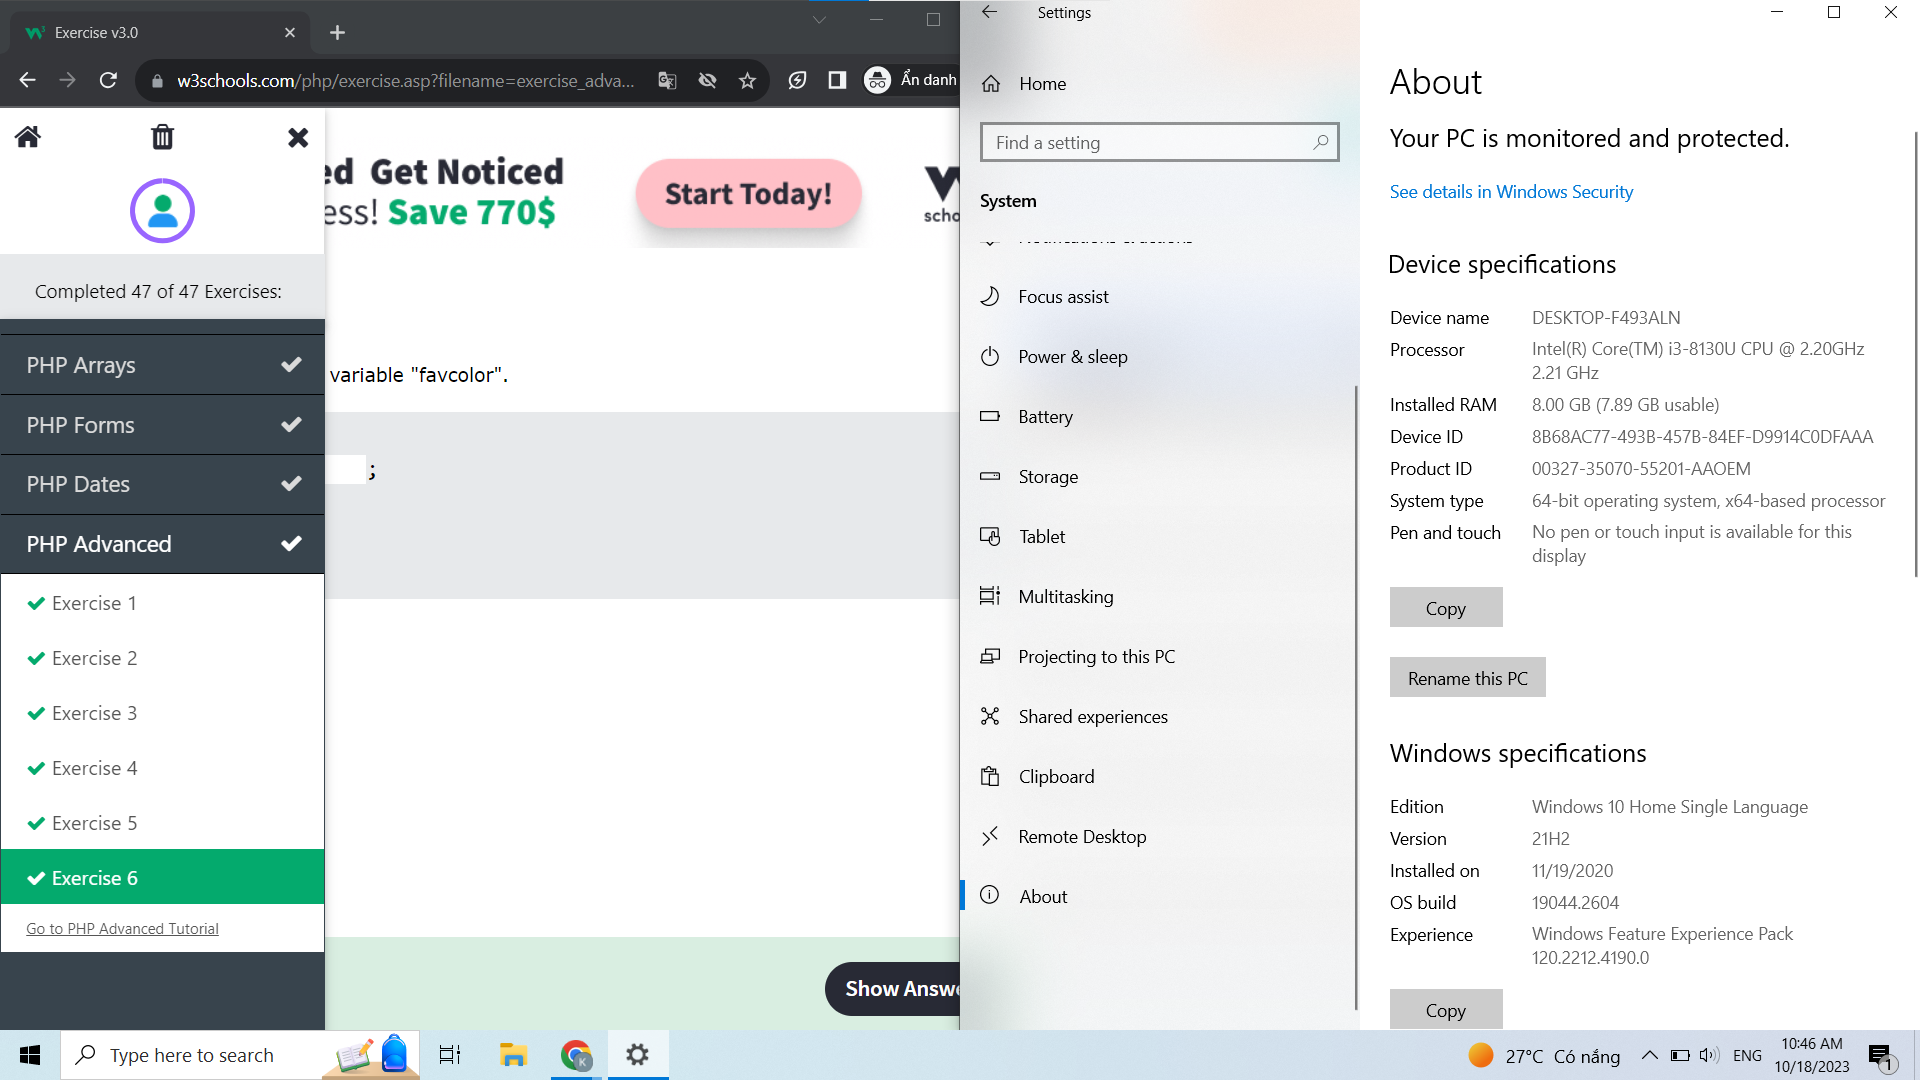 Exercise v3.0
w3schools.com/php/exercise.asp?filename=exercise_adva...
Ẩn danh
Completed 47 of 47 Exercises:
PHP Arrays
PHP Forms
PHP Dates
PHP Advanced
Exercise 1
Exercise 2
Exercise 3
Exercise 4
Exercise 5
Exercise 6
Go to PHP Advanced Tutorial
ed Get Noticed
ess! Save 770$
Start Today!
W
scho
variable "favcolor".
;
Show Answe
Settings
Home
Find a setting
System
Notifications & actions
Focus assist
Power & sleep
Battery
Storage
Tablet
Multitasking
Projecting to this PC
Shared experiences
Clipboard
Remote Desktop
About
About
Your PC is monitored and protected.
See details in Windows Security
Device specifications
Device name DESKTOP-F493ALN
Processor Intel(R) Core(TM) i3-8130U CPU @ 2.20GHz
2.21 GHz
Installed RAM 8.00 GB (7.89 GB usable)
Device ID 8B68AC77-493B-457B-84EF-D9914C0DFAAA
Product ID 00327-35070-55201-AAOEM
System type 64-bit operating system, x64-based processor
Pen and touch No pen or touch input is available for this
display
Copy
Rename this PC
Windows specifications
Edition Windows 10 Home Single Language
Version 21H2
Installed on 11/19/2020
OS build 19044.2604
Experience Windows Feature Experience Pack
120.2212.4190.0
Copy
Type here to search
K
27°C Có nắng
ENG
10:46 AM
10/18/2023
1